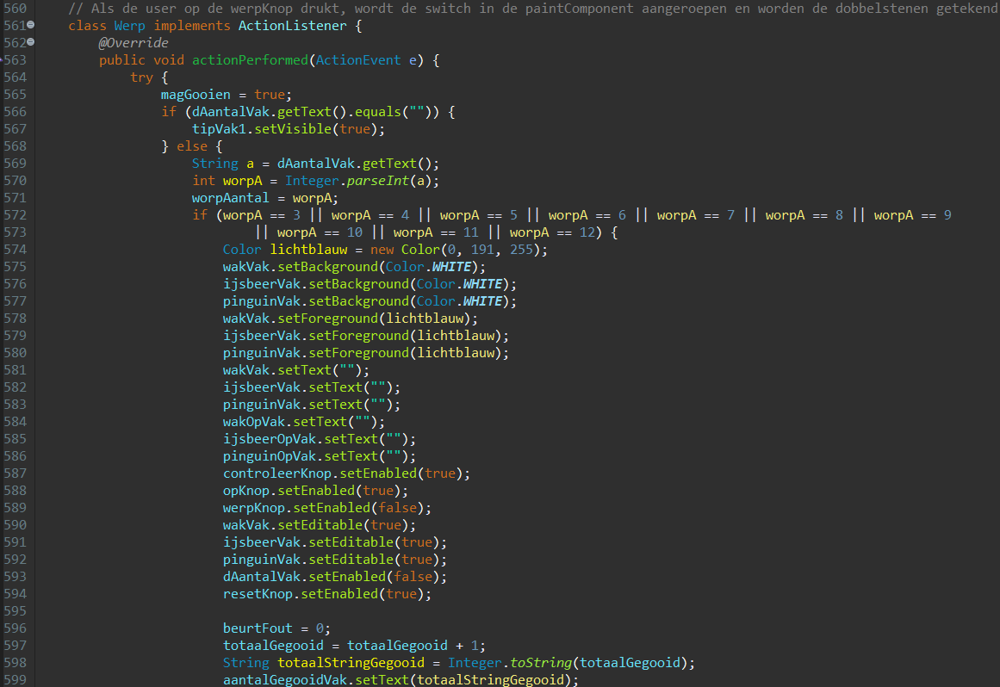 560 // Als de user op de werpKnop drukt, wordt de switch in de paintComponent aangeroepen en worden de dobbelstenen getekend
561 class Werp implements ActionListener {
562 @Override
563 public void actionPerformed(ActionEvent e) {
564 try {
565 magGooien = true;
566 if (dAantalVak.getText().equals("")) {
567 tipVak1.setVisible(true);
568 } else {
569 String a = dAantalVak.getText();
570 int worpA = Integer.parseInt(a);
571 worpAantal = worpA;
572 if (worpA == 3 || worpA == 4 || worpA == 5 || worpA == 6 || worpA == 7 || worpA == 8 || worpA == 9
573 || worpA == 10 || worpA == 11 || worpA == 12) {
574 Color lichtblauw = new Color(0, 191, 255);
575 wakVak.setBackground(Color.WHITE);
576 ijsbeerVak.setBackground(Color.WHITE);
577 pinguinVak.setBackground(Color.WHITE);
578 wakVak.setForeground(lichtblauw);
579 ijsbeerVak.setForeground(lichtblauw);
580 pinguinVak.setForeground(lichtblauw);
581 wakVak.setText("");
582 ijsbeerVak.setText("");
583 pinguinVak.setText("");
584 wakOpVak.setText("");
585 ijsbeerOpVak.setText("");
586 pinguinOpVak.setText("");
587 controleerKnop.setEnabled(true);
588 opKnop.setEnabled(true);
589 werpKnop.setEnabled(false);
590 wakVak.setEditable(true);
591 ijsbeerVak.setEditable(true);
592 pinguinVak.setEditable(true);
593 dAantalVak.setEnabled(false);
594 resetKnop.setEnabled(true);
595
596 beurtFout = 0;
597 totaalGegooid = totaalGegooid + 1;
598 String totaalStringGegooid = Integer.toString(totaalGegooid);
599 aantalGegooidVak.setText(totaalStringGegooid);